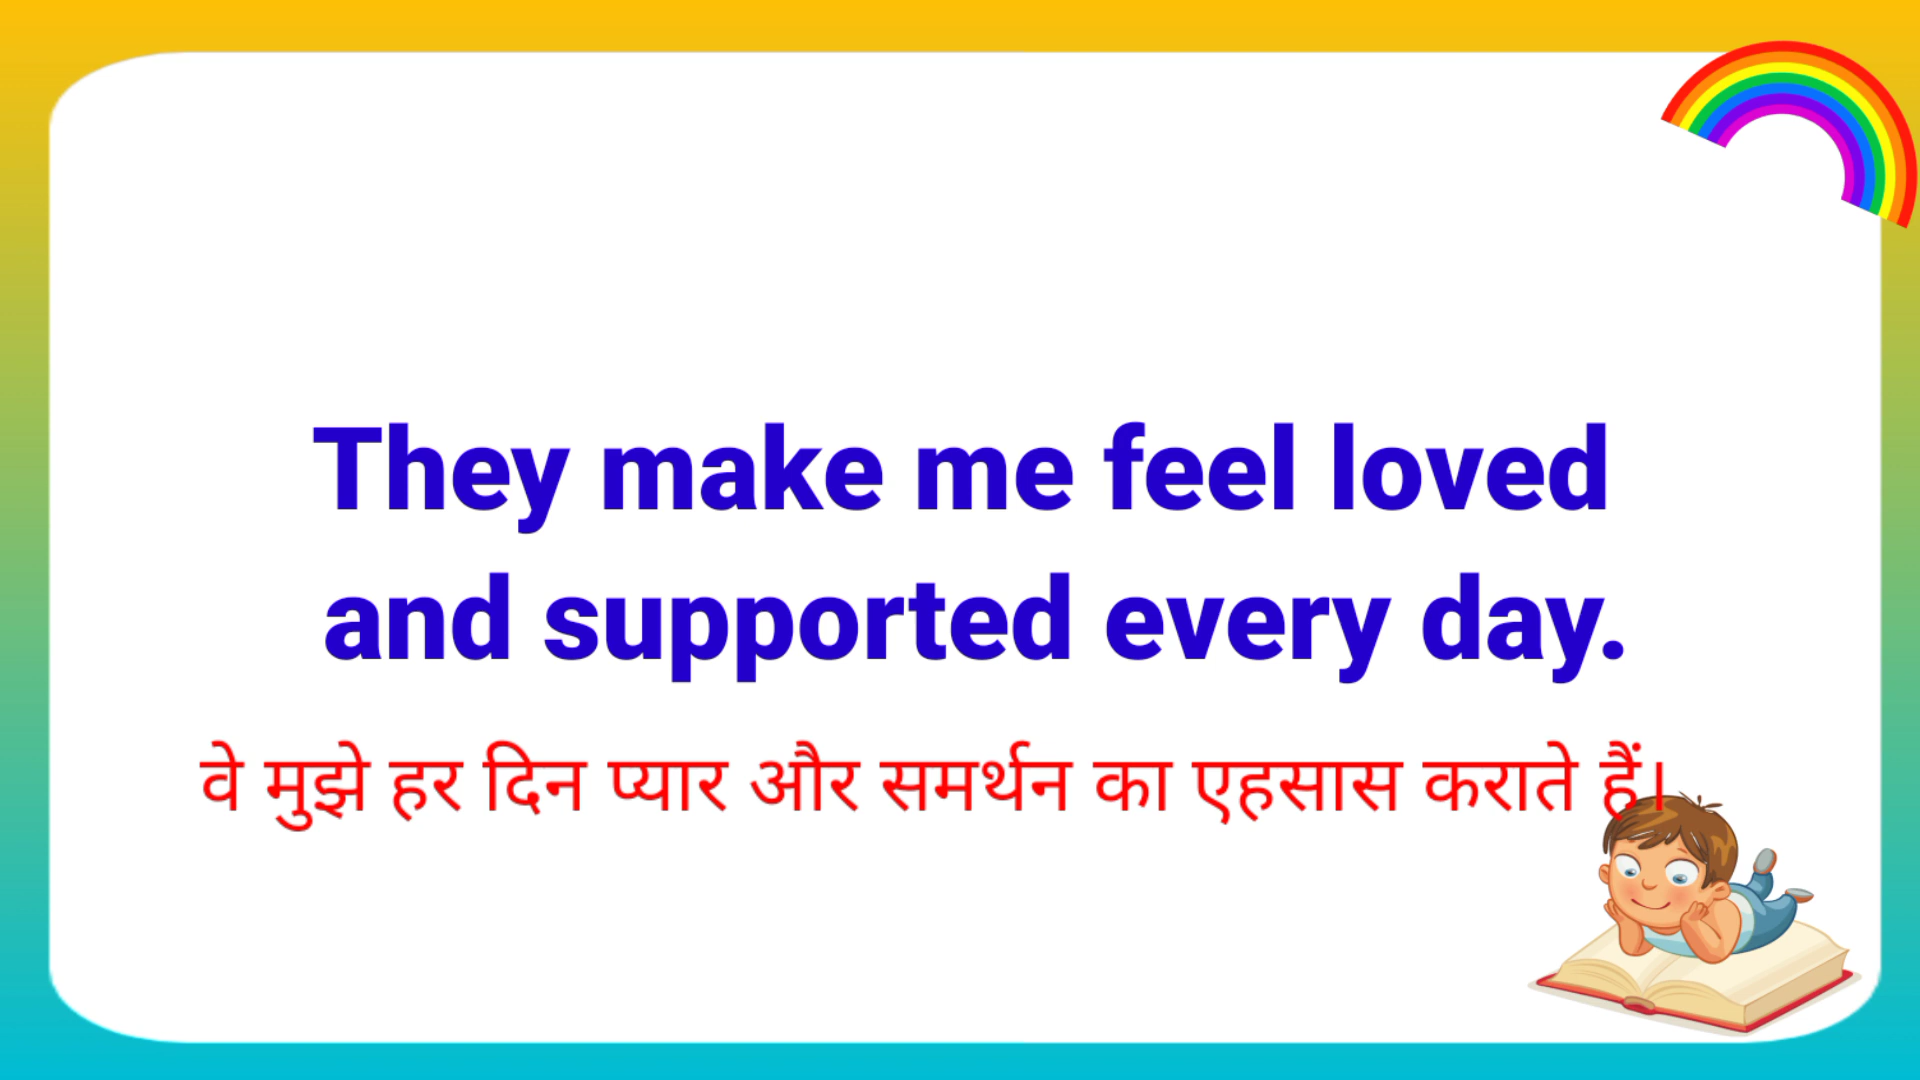 They make me feel loved
and supported every day.
वे मुझे हर दिन प्यार और समर्थन का एहसास कराते हैं।